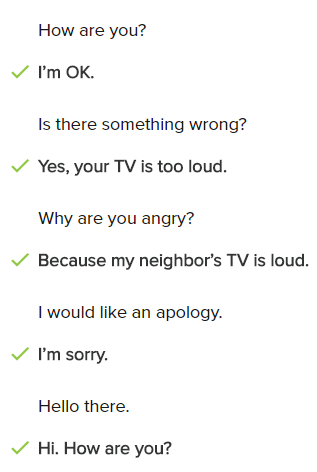 How are you?
I'm OK.
Is there something wrong?
Yes, your TV is too loud.
Why are you angry?
Because my neighbor's TV is loud.
I would like an apology.
I'm sorry.
Hello there.
Hi. How are you?